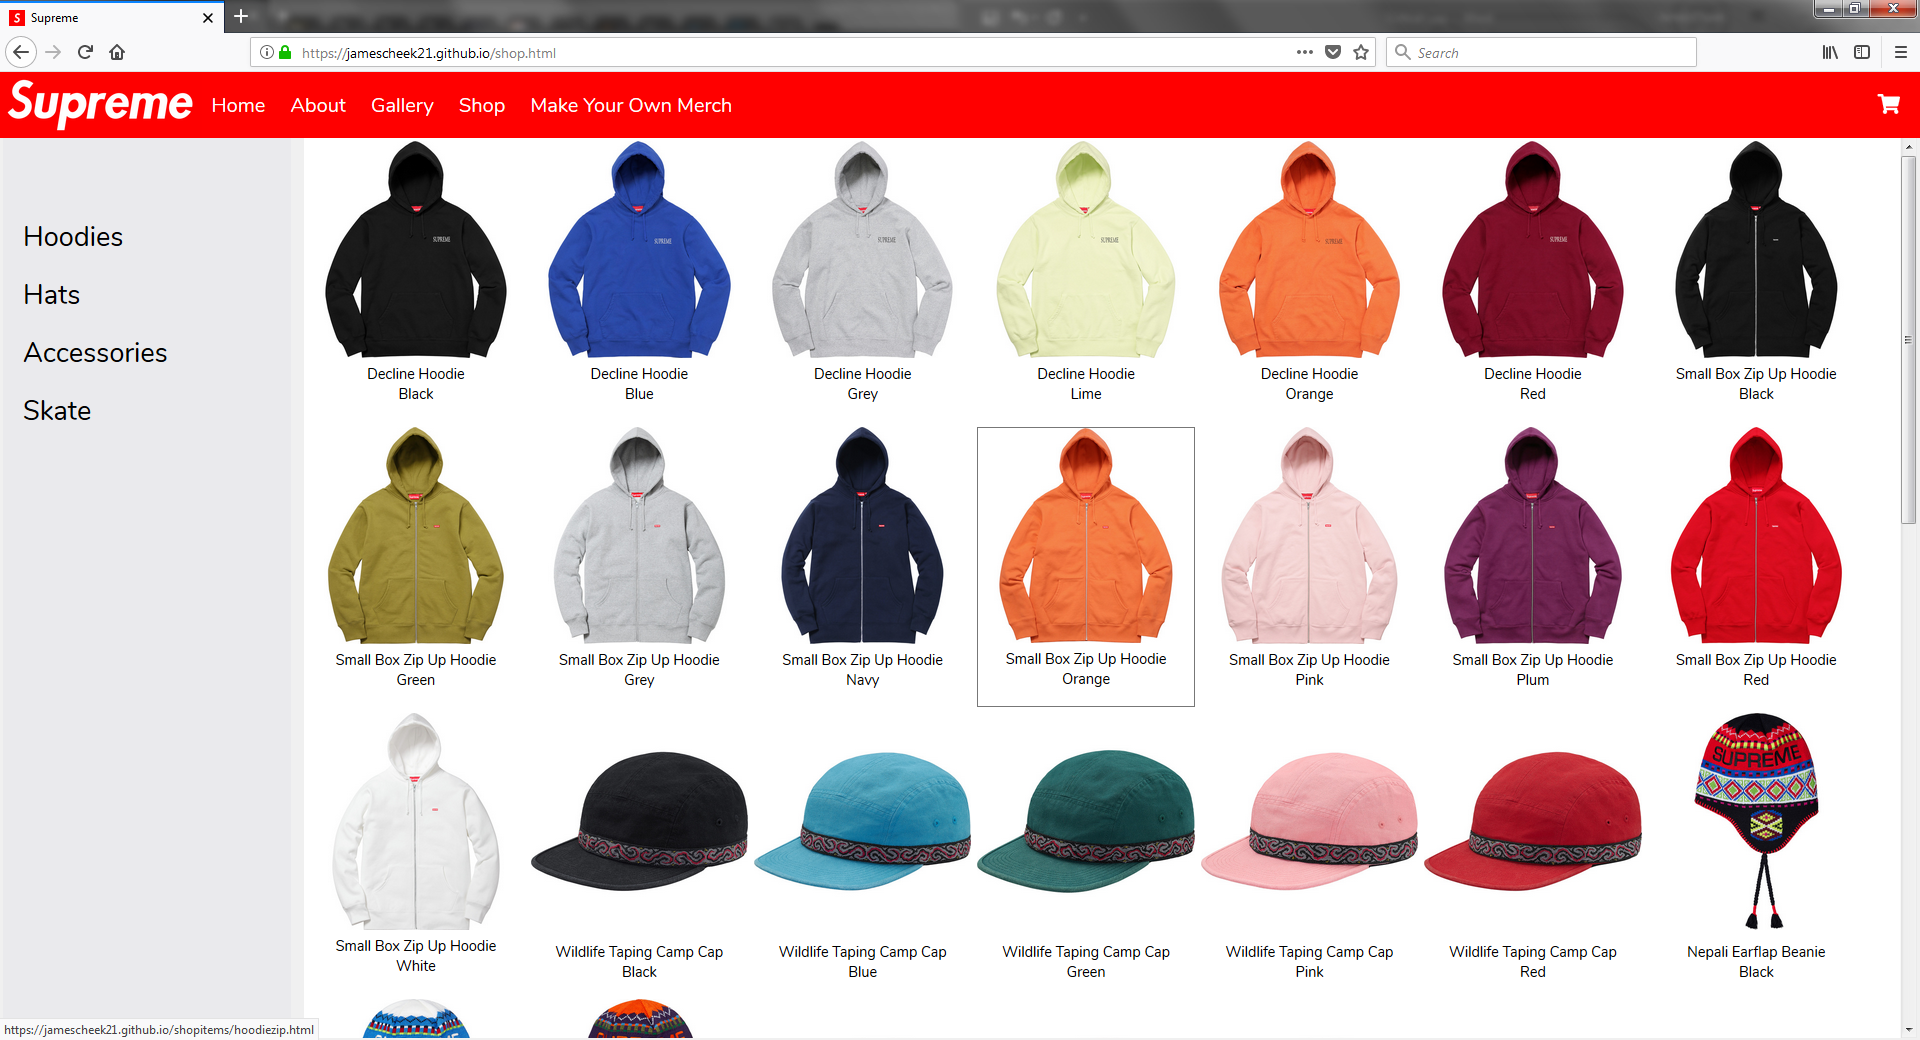 Supreme
https://jamescheek21.github.io/shop.html
Search
Supreme Home About Gallery Shop Make Your Own Merch
Hoodies
Hats
Accessories
Skate
SUPREME SUPREME SUPREME SUPREME SUPREME SUPREME
Decline Hoodie
Black
Decline Hoodie
Blue
Decline Hoodie
Grey
Decline Hoodie
Lime
Decline Hoodie
Orange
Decline Hoodie
Red
Small Box Zip Up Hoodie
Black
Small Box Zip Up Hoodie
Green
Small Box Zip Up Hoodie
Grey
Small Box Zip Up Hoodie
Navy
Small Box Zip Up Hoodie
Orange
Small Box Zip Up Hoodie
Pink
Small Box Zip Up Hoodie
Plum
Small Box Zip Up Hoodie
Red
Small Box Zip Up Hoodie
White
Wildlife Taping Camp Cap
Black
Wildlife Taping Camp Cap
Blue
Wildlife Taping Camp Cap
Green
Wildlife Taping Camp Cap
Pink
Wildlife Taping Camp Cap
Red
SUPREME
Nepali Earflap Beanie
Black
https://jamescheek21.github.io/shopitems/hoodiezip.html